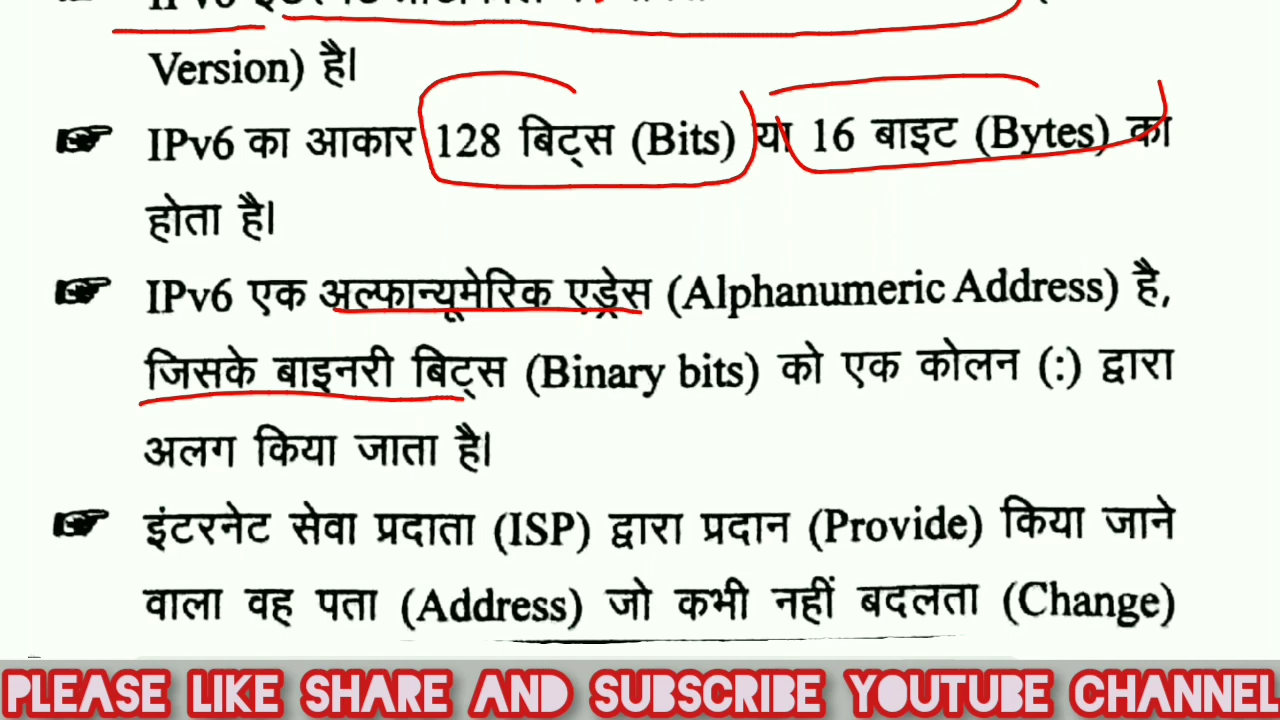 Version) है।
IPv6 का आकार 128 बिट्स (Bits) या 16 बाइट (Bytes) का
होता है।
IPv6 एक अल्फान्यूमेरिक एड्रेस (Alphanumeric Address) है,
जिसके बाइनरी बिट्स (Binary bits) को एक कोलन (:) द्वारा
अलग किया जाता है।
इंटरनेट सेवा प्रदाता (ISP) द्वारा प्रदान (Provide) किया जाने
वाला वह पता (Address) जो कभी नहीं बदलता (Change)
PLEASE LIKE SHARE AND SUBSCRIBE YOUTUBE CHANNEL